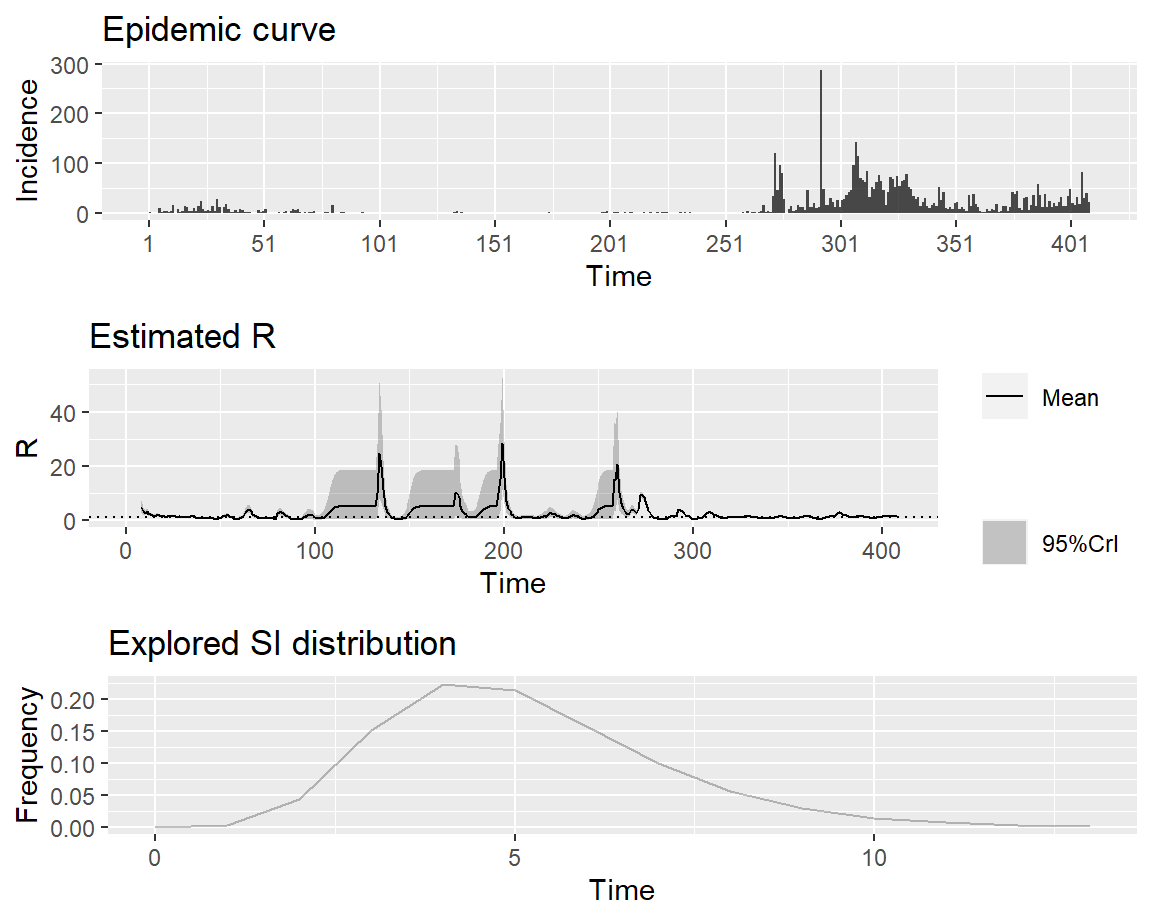 Epidemic curve
300
200
100
0
Incidence
1 51 101 151 201 251 301 351 401
Time
Estimated R
40
20
0
R
0 100 200 300 400
Time
Mean
95%CrI
Explored SI distribution
0.20
0.15
0.10
0.05
0.00
Frequency
0 5 10
Time